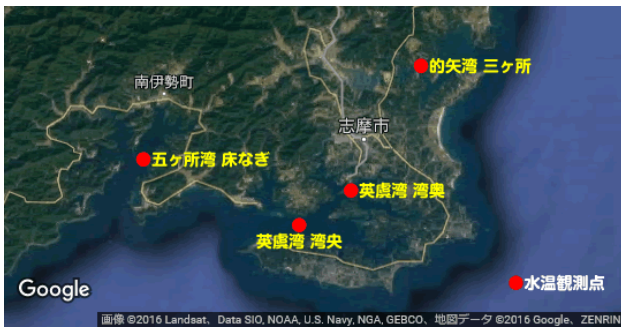 的矢湾 三ヶ所
南伊勢町
志摩市
五ヶ所湾 床なぎ
英虞湾 湾奥
英虞湾 湾央
Google
水温観測点
画像 ©2016 Landsat、Data SIO, NOAA, U.S. Navy, NGA, GEBCO、地図データ ©2016 Google、ZENRIN